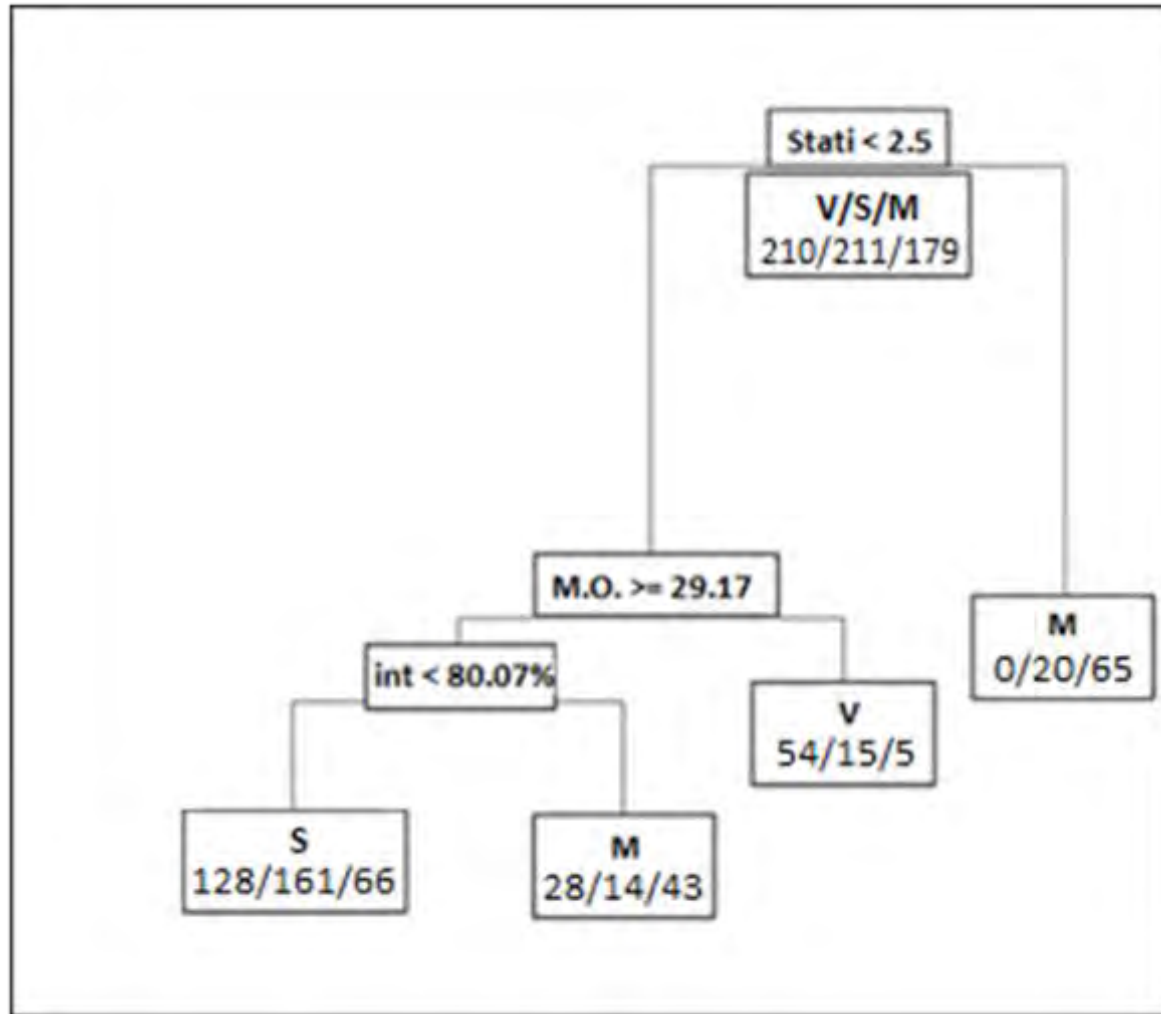 Stati < 2.5
V/S/M
210/211/179
M.O. >= 29.17
M
0/20/65
int < 80.07%
V
54/15/5
S
128/161/66
M
28/14/43